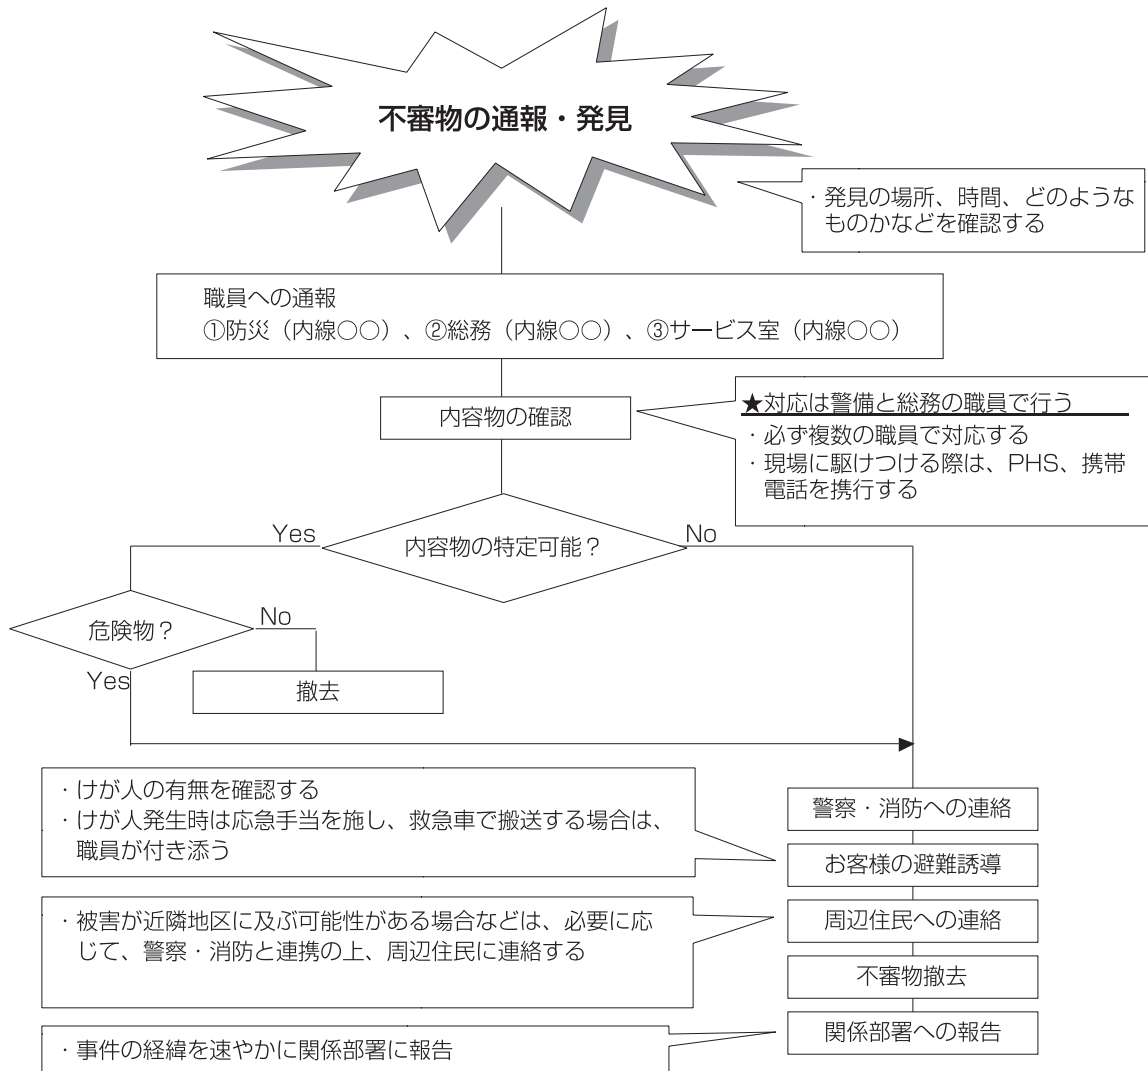 不審物の通報・発見
・発見の場所、時間、どのような
ものかなどを確認する
職員への通報
①防災（内線○○）、②総務（内線○○）、③サービス室（内線○○）
内容物の確認
★対応は警備と総務の職員で行う
・必ず複数の職員で対応する
・現場に駆けつける際は、PHS、携帯
電話を携行する
内容物の特定可能？
Yes
No
危険物？
No
Yes
撤去
・けが人の有無を確認する
・けが人発生時は応急手当を施し、救急車で搬送する場合は、
職員が付き添う
警察・消防への連絡
お客様の避難誘導
・被害が近隣地区に及ぶ可能性がある場合などは、必要に応
じて、警察・消防と連携の上、周辺住民に連絡する
周辺住民への連絡
不審物撤去
関係部署への報告
・事件の経緯を速やかに関係部署に報告